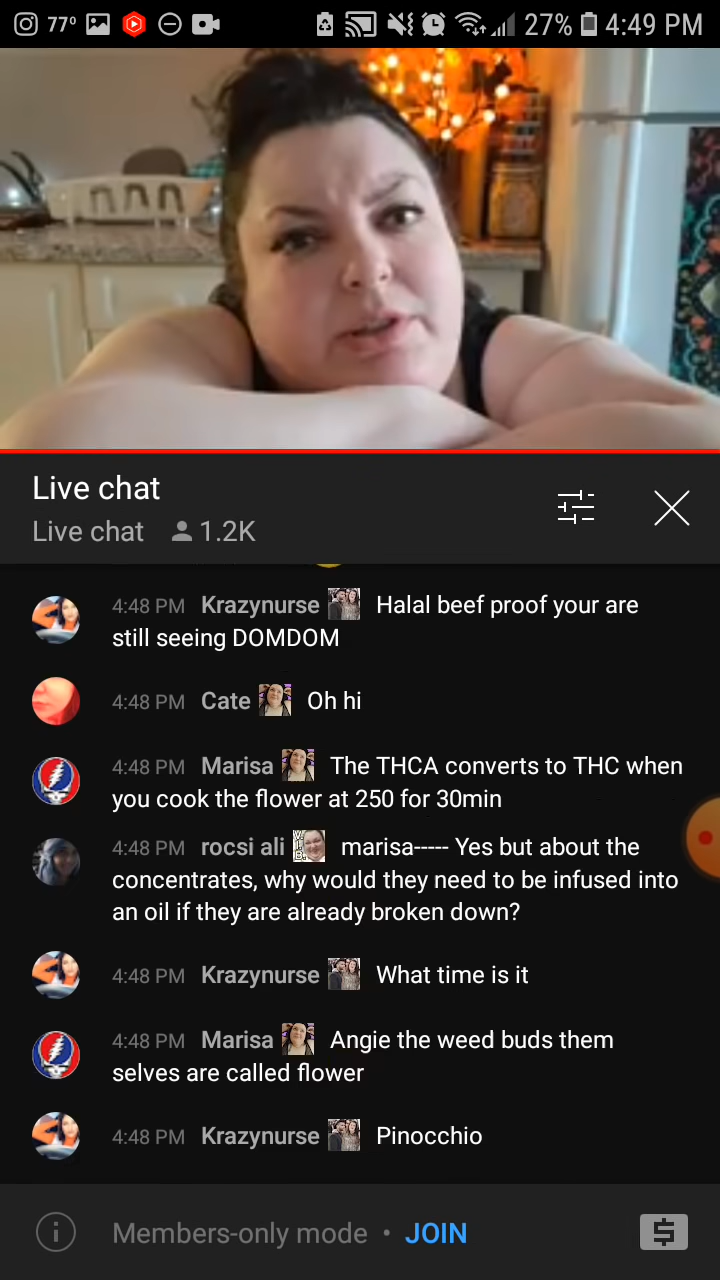 77° 27% 4:49 PM
Live chat
Live chat 1.2K
4:48 PM Krazynurse Halal beef proof your are
still seeing DOMDOM
4:48 PM Cate Oh hi
4:48 PM Marisa The THCA converts to THC when
you cook the flower at 250 for 30min
4:48 PM rocsi ali marisa----- Yes but about the
concentrates, why would they need to be infused into
an oil if they are already broken down?
4:48 PM Krazynurse What time is it
4:48 PM Marisa Angie the weed buds them
selves are called flower
4:48 PM Krazynurse Pinocchio
Members-only mode • JOIN